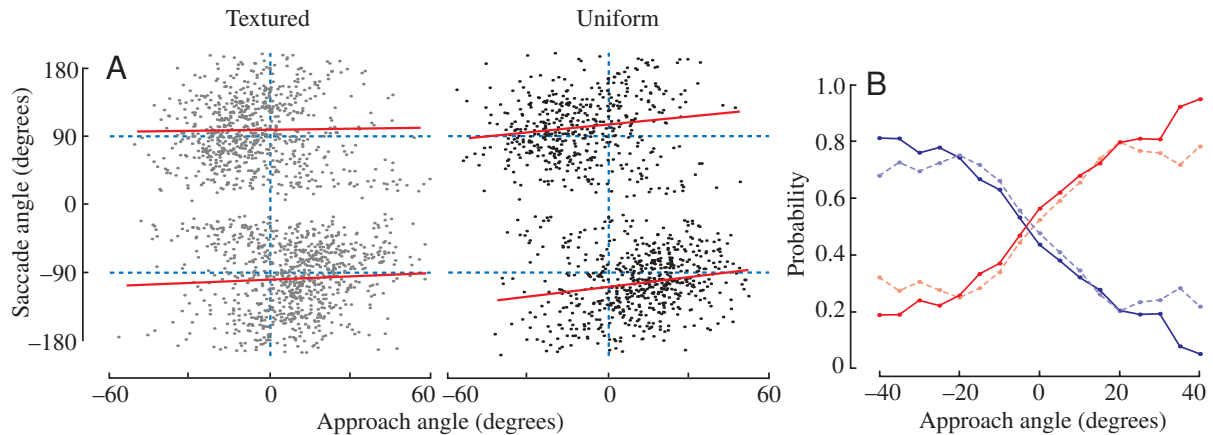 Textured
Uniform
A
B
Saccade angle (degrees)
180
90
0
−90
−180
−60
0
60
−60
0
60
Approach angle (degrees)
Probability
1.0
0.8
0.6
0.4
0.2
0
−40
−20
0
20
40
Approach angle (degrees)